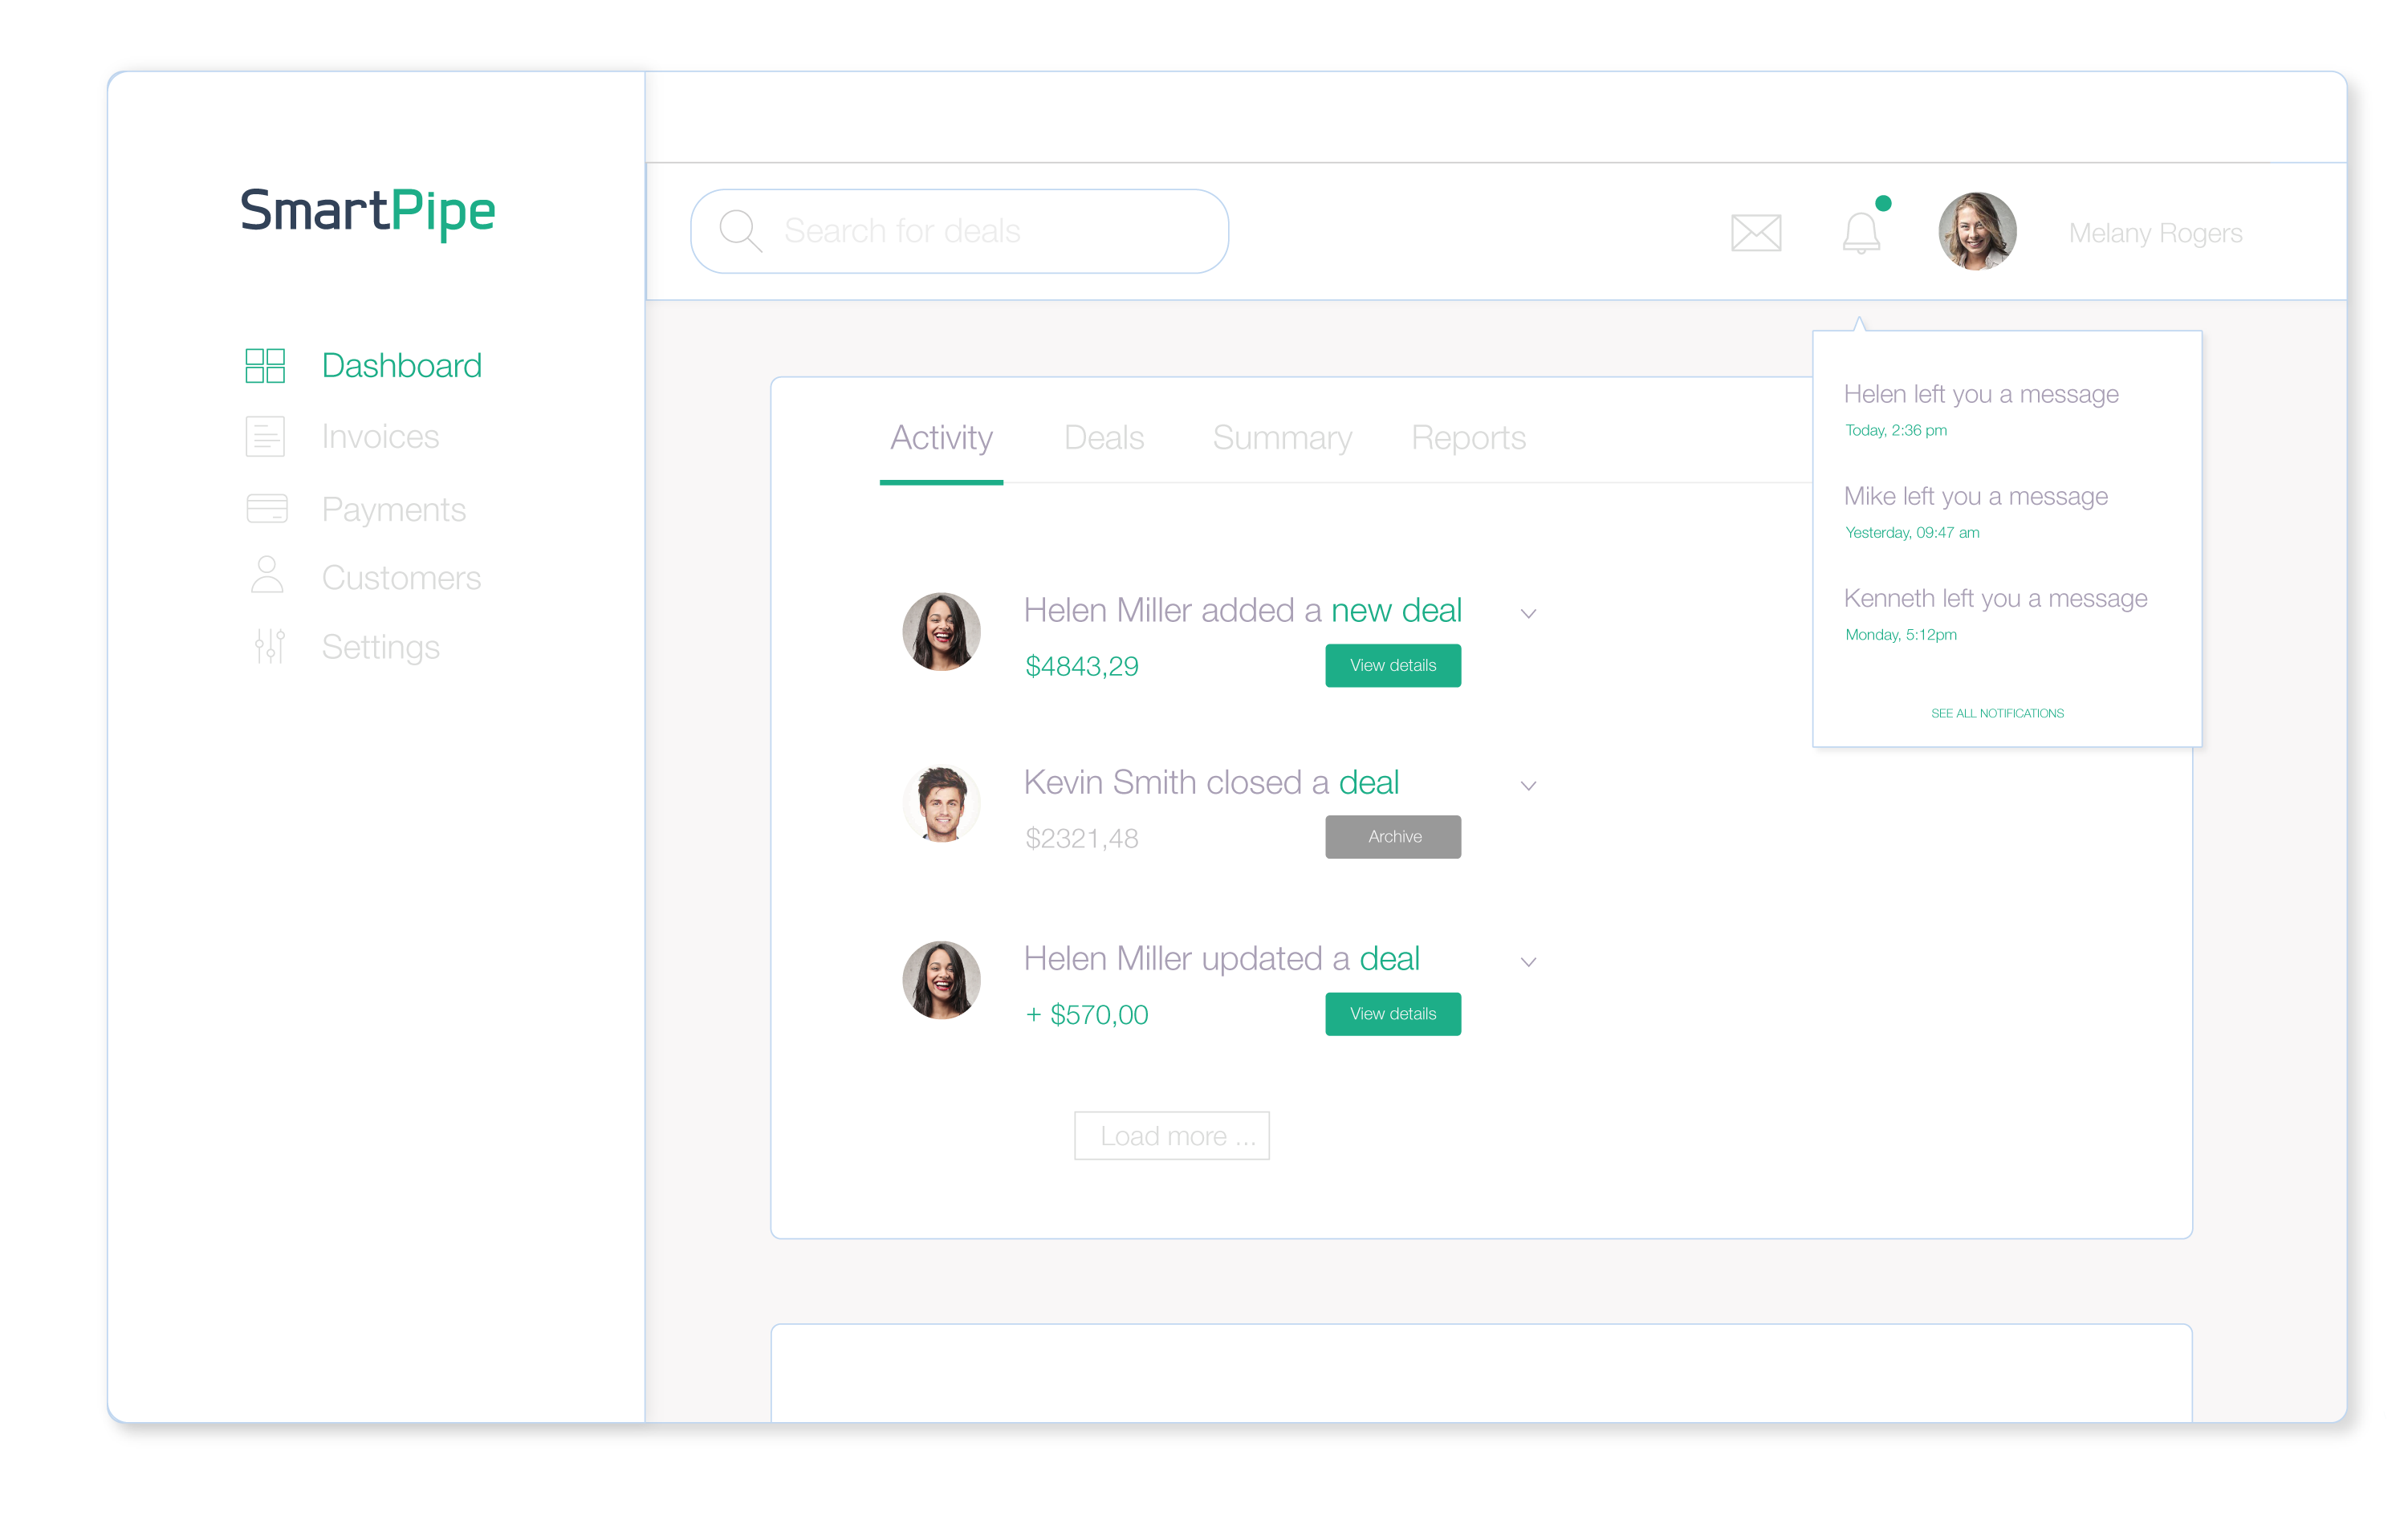 SmartPipe
Search for deals
Melany Rogers
Dashboard
Invoices
Payments
Customers
Settings
Activity
Deals
Summary
Reports
Helen Miller added a new deal
$4843,29
View details
Kevin Smith closed a deal
$2321,48
Archive
Helen Miller updated a deal
+ $570,00
View details
Load more ...
Helen left you a message
Today, 2:36 pm
Mike left you a message
Yesterday, 09:47 am
Kenneth left you a message
Monday, 5:12pm
SEE ALL NOTIFICATIONS